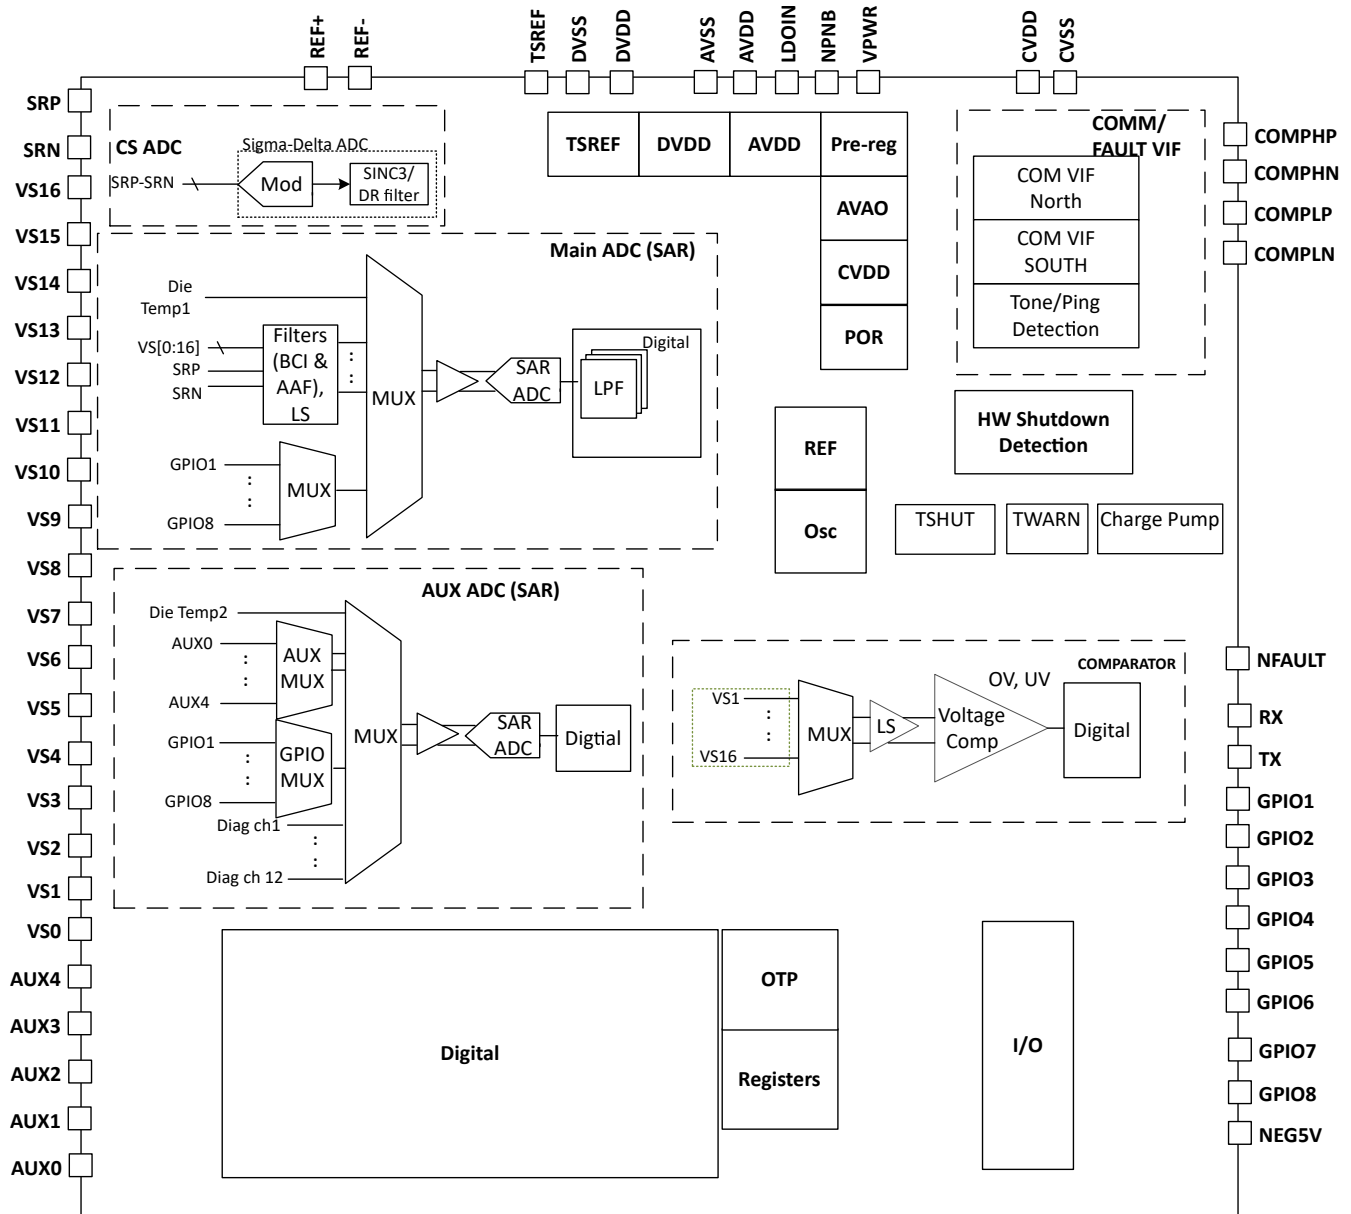 REF+
REF-
TSREF
DVSS
DVDD
AVSS
AVDD
LDOIN
NPNB
VPWR
CVDD
CVSS
SRP
SRN
VS16
VS15
VS14
VS13
VS12
VS11
VS10
VS9
VS8
VS7
VS6
VS5
VS4
VS3
VS2
VS1
VS0
AUX4
AUX3
AUX2
AUX1
AUX0
CS ADC
Sigma-Delta ADC
SRP-SRN
Mod
SINC3/
DR filter
Main ADC (SAR)
Die
Temp1
VS[0:16]
SRP
SRN
Filters
(BCI &
AAF),
LS
:
:
GPIO1
:
:
GPIO8
MUX
MUX
SAR
ADC
Digital
LPF
AUX ADC (SAR)
Die Temp2
AUX0
:
:
AUX4
AUX
MUX
GPIO1
:
:
GPIO8
GPIO
MUX
Diag ch1
:
:
Diag ch 12
MUX
SAR
ADC
Digtial
TSREF
DVDD
AVDD
Pre-reg
AVAO
CVDD
POR
REF
Osc
COMM/
FAULT VIF
COM VIF
North
COM VIF
SOUTH
Tone/Ping
Detection
HW Shutdown
Detection
TSHUT
TWARN
Charge Pump
COMPARATOR
VS1
:
:
VS16
MUX
LS
OV, UV
Voltage
Comp
Digital
Digital
OTP
Registers
I/O
COMPHP
COMPHN
COMPLP
COMPLN
NFAULT
RX
TX
GPIO1
GPIO2
GPIO3
GPIO4
GPIO5
GPIO6
GPIO7
GPIO8
NEG5V